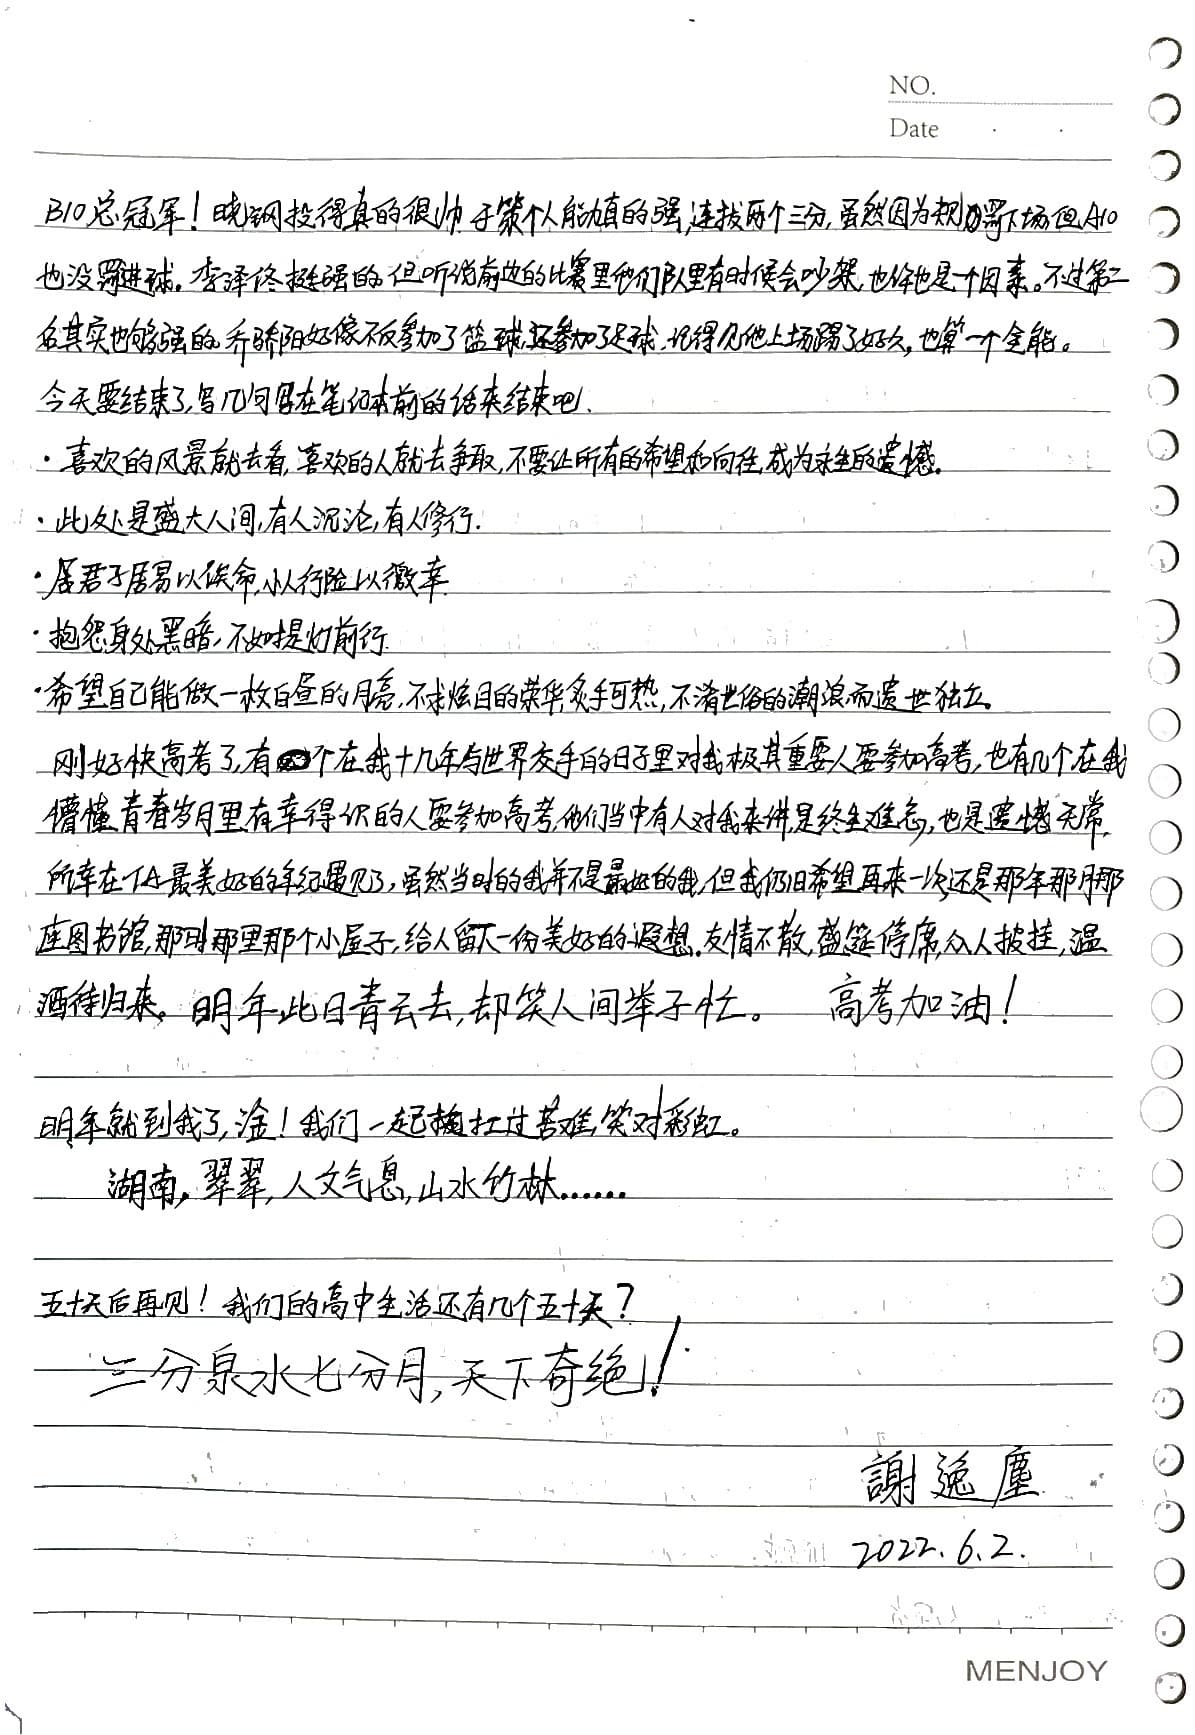 NO.
Date
B10总冠军！晓钢投得真的很帅,于策个人能力真的强,连拔两个三分,虽然因为规则罚下场但A10
也没罚进球。李泽佟挺强的,但听说前边的比赛里他们队里有时候会吵架,也许也是一个因素。不过第二
名其实也够强的,乔骄阳好像不仅参加了篮球,还参加了足球,记得见他上场踢了好久,也算一个全能。
今天要结束了,写几句写在笔记本前的话来结束吧.
·喜欢的风景就去看,喜欢的人就去争取,不要让所有的希望和向往,成为永生的遗憾.
·此处是盛大人间,有人沉沦,有人修行.
·居君子居易以俟命,小人行险以徼幸
·抱怨身处黑暗,不如提灯前行.
·希望自己能做一枚白昼的月亮,不求炫目的荣华,炙手可热,不淆世俗的潮浪而遗世独立。
刚好快高考了,有个在我十几年与世界交手的日子里对我极其重要人要参加高考,也有几个在我
懵懂青春岁月里有幸得识的人要参加高考,他们当中有人对我来讲,是终生难忘,也是遗憾无常,
所幸在TA最美好的年纪遇见了,虽然当时的我并不是最好的我,但我仍旧希望再来一次,还是那年那月那
座图书馆,那时那里那个小屋子,给人留下一份美好的遐想.友情不散,盛筵停席,众人披挂,温
酒待归来。明年此日青云去,却笑人间举子忙。 高考加油！
明年就到我了,淦！我们一起扛过苦难,笑对彩虹。
湖南,翠翠,人文气息,山水竹林……
五十天后再见！我们的高中生活还有几个五十天？
三分泉水七分月,天下奇绝！
謝逸塵
2022.6.2.
MENJOY